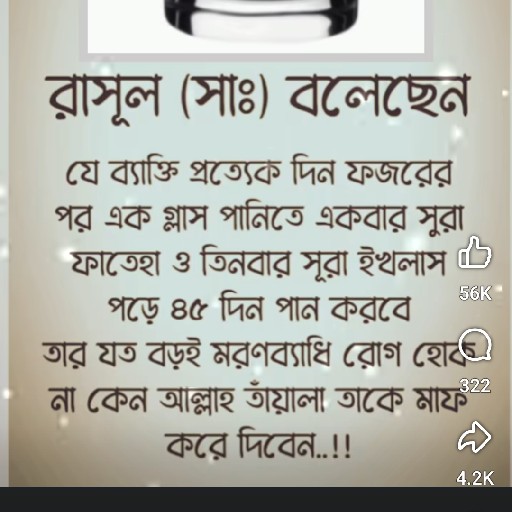 রাসূল (সাঃ) বলেছেন
যে ব্যাক্তি প্রত্যেক দিন ফজরের
পর এক গ্লাস পানিতে একবার সুরা
ফাতেহা ও তিনবার সূরা ইখলাস
পড়ে ৪৫ দিন পান করবে
তার যত বড়ই মরণব্যাধি রোগ হোক
না কেন আল্লাহ তাঁয়ালা তাকে মাফ
করে দিবেন..!!
56K
322
4.2K